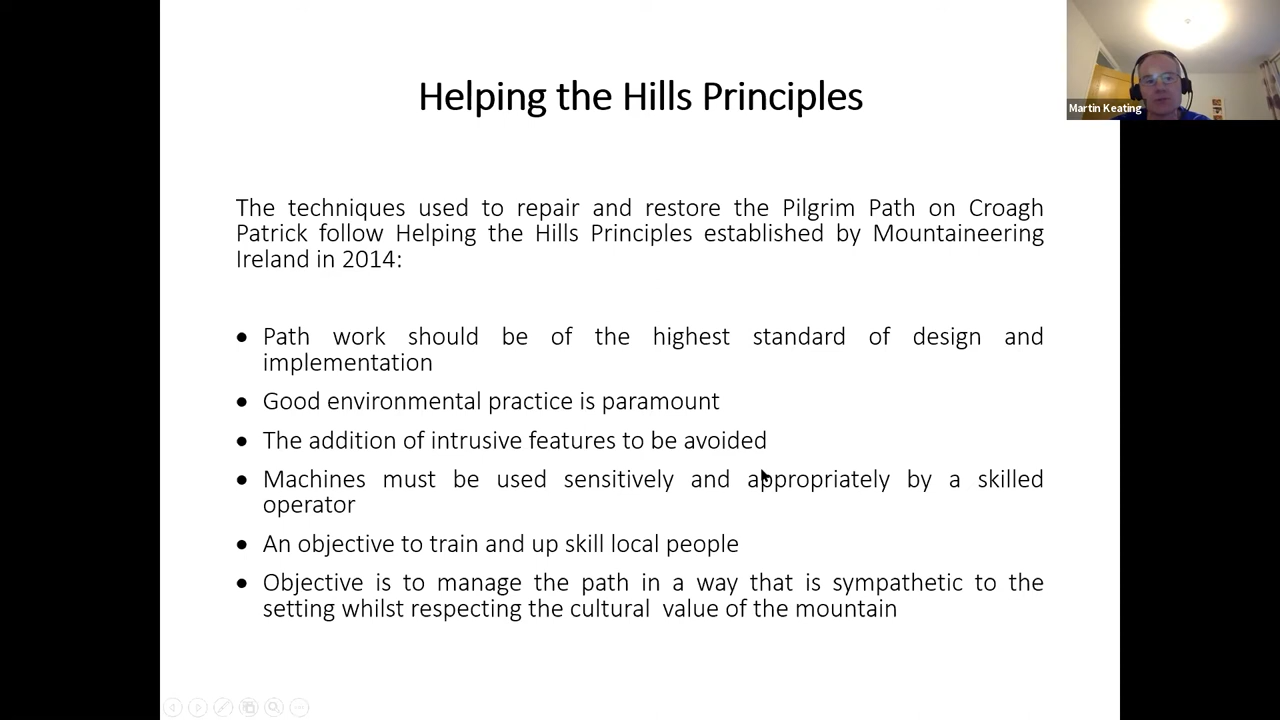 Helping the Hills Principles
Martin Keating
The techniques used to repair and restore the Pilgrim Path on Croagh
Patrick follow Helping the Hills Principles established by Mountaineering
Ireland in 2014:
• Path work should be of the highest standard of design and
implementation
• Good environmental practice is paramount
• The addition of intrusive features to be avoided
• Machines must be used sensitively and appropriately by a skilled
operator
• An objective to train and up skill local people
• Objective is to manage the path in a way that is sympathetic to the
setting whilst respecting the cultural value of the mountain